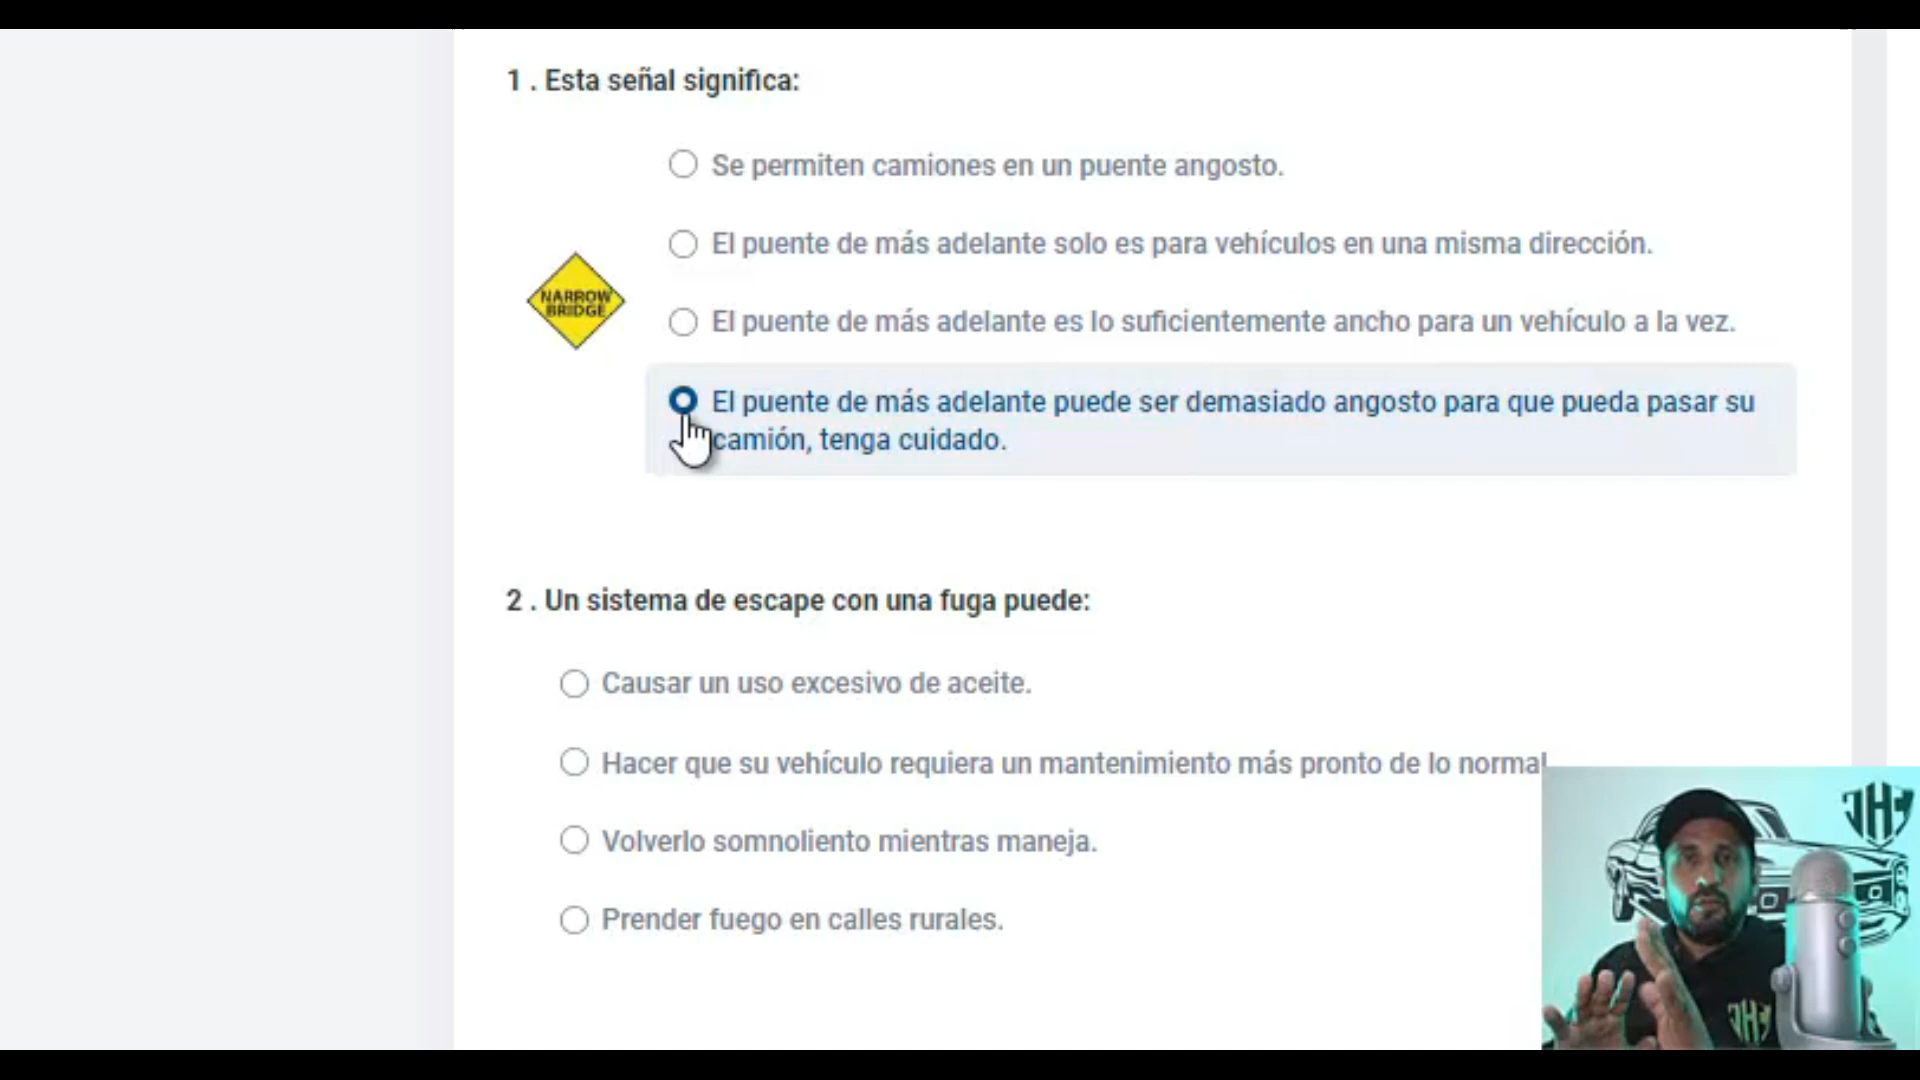 1 . Esta señal significa:
Se permiten camiones en un puente angosto.
El puente de más adelante solo es para vehículos en una misma dirección.
NARROW
BRIDGE
El puente de más adelante es lo suficientemente ancho para un vehículo a la vez.
El puente de más adelante puede ser demasiado angosto para que pueda pasar su
camión, tenga cuidado.
2 . Un sistema de escape con una fuga puede:
Causar un uso excesivo de aceite.
Hacer que su vehículo requiera un mantenimiento más pronto de lo normal
Volverlo somnoliento mientras maneja.
Prender fuego en calles rurales.